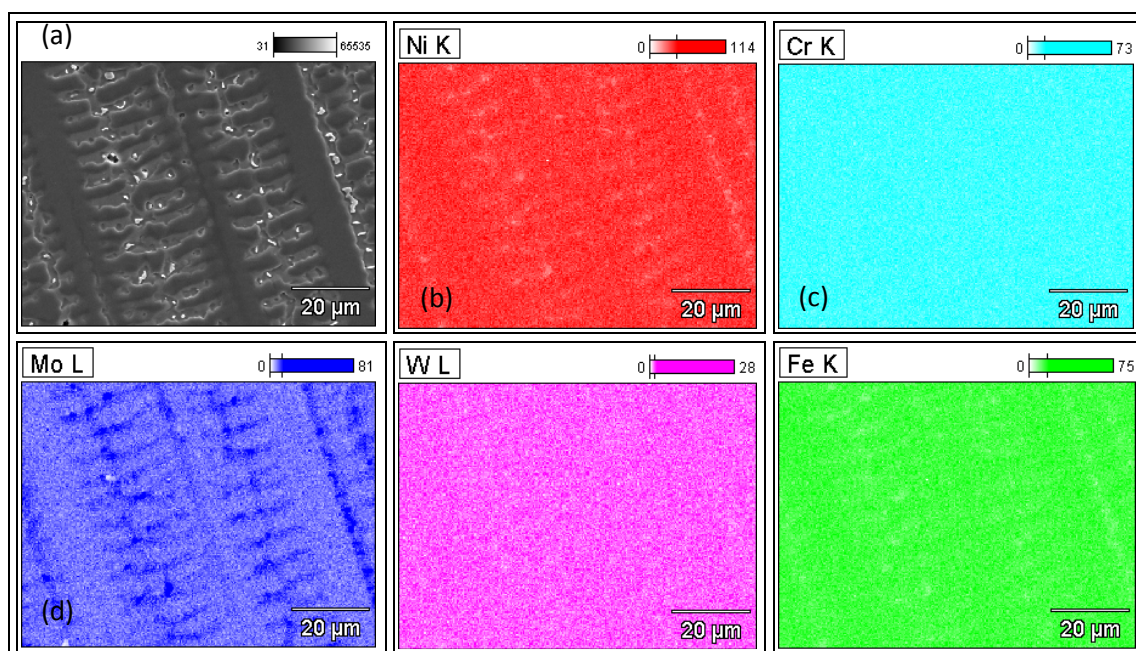 (a)
31 65535
20 µm
Ni K
0 114
(b)
20 µm
Cr K
0 73
(c)
20 µm
Mo L
0 81
(d)
20 µm
W L
0 28
20 µm
Fe K
0 75
20 µm